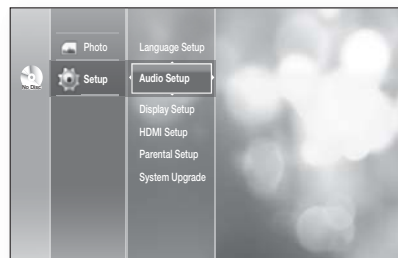 Photo
Setup
No Disc
Language Setup
Audio Setup
Display Setup
HDMI Setup
Parental Setup
System Upgrade